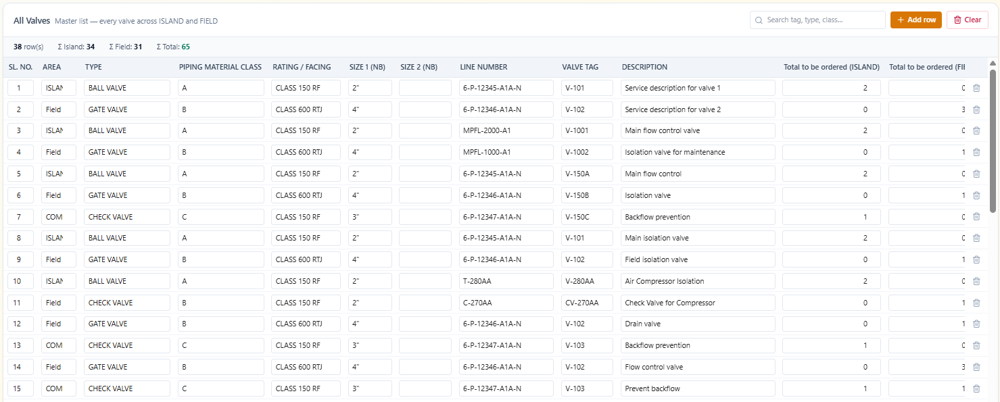 All Valves Master list — every valve across ISLAND and FIELD Search tag, type, class... + Add row Clear
38 row(s) Σ Island: 34 Σ Field: 31 Σ Total: 65
SL. NO. AREA TYPE PIPING MATERIAL CLASS RATING / FACING SIZE 1 (NB) SIZE 2 (NB) LINE NUMBER VALVE TAG DESCRIPTION Total to be ordered (ISLAND) Total to be ordered (FII
1 ISLAN BALL VALVE A CLASS 150 RF 2" 6-P-12345-A1A-N V-101 Service description for valve 1 2 0
2 Field GATE VALVE B CLASS 600 RTJ 4" 6-P-12346-A1A-N V-102 Service description for valve 2 0 3
3 ISLAN BALL VALVE A CLASS 150 RF 2" MPFL-2000-A1 V-1001 Main flow control valve 2 0
4 Field GATE VALVE B CLASS 600 RTJ 4" MPFL-1000-A1 V-1002 Isolation valve for maintenance 0 1
5 ISLAN BALL VALVE A CLASS 150 RF 2" 6-P-12345-A1A-N V-150A Main flow control 2 0
6 Field GATE VALVE B CLASS 600 RTJ 4" 6-P-12346-A1A-N V-150B Isolation valve 0 1
7 COM CHECK VALVE C CLASS 150 RF 3" 6-P-12347-A1A-N V-150C Backflow prevention 1 0
8 ISLAN BALL VALVE A CLASS 150 RF 2" 6-P-12345-A1A-N V-101 Main isolation valve 2 0
9 Field GATE VALVE B CLASS 600 RTJ 4" 6-P-12346-A1A-N V-102 Field isolation valve 0 1
10 ISLAN BALL VALVE A CLASS 150 RF 2" T-280AA V-280AA Air Compressor Isolation 2 0
11 Field CHECK VALVE B CLASS 150 RF 2" C-270AA CV-270AA Check Valve for Compressor 0 1
12 Field GATE VALVE B CLASS 600 RTJ 4" 6-P-12346-A1A-N V-102 Drain valve 0 1
13 COM CHECK VALVE C CLASS 150 RF 3" 6-P-12347-A1A-N V-103 Backflow prevention 1 0
14 Field GATE VALVE B CLASS 600 RTJ 4" 6-P-12346-A1A-N V-102 Flow control valve 0 3
15 COM CHECK VALVE C CLASS 150 RF 3" 6-P-12347-A1A-N V-103 Prevent backflow 1 1